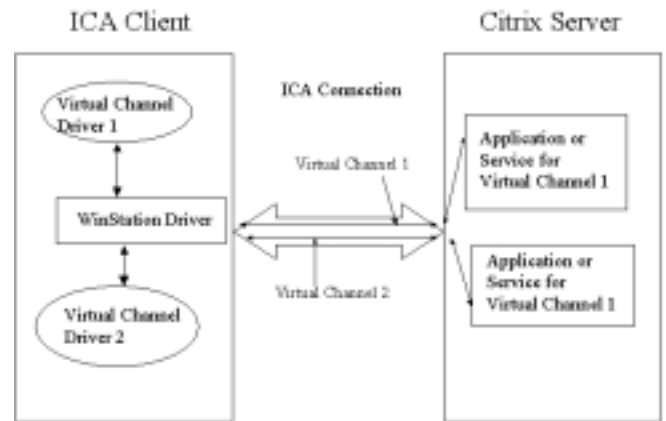 ICA Client
Citrix Server
Virtual Channel
Driver 1
ICA Connection
Virtual Channel 1
Application or
Service for
Virtual Channel 1
WinStation Driver
Virtual Channel 2
Application or
Service for
Virtual Channel 1
Virtual Channel
Driver 2